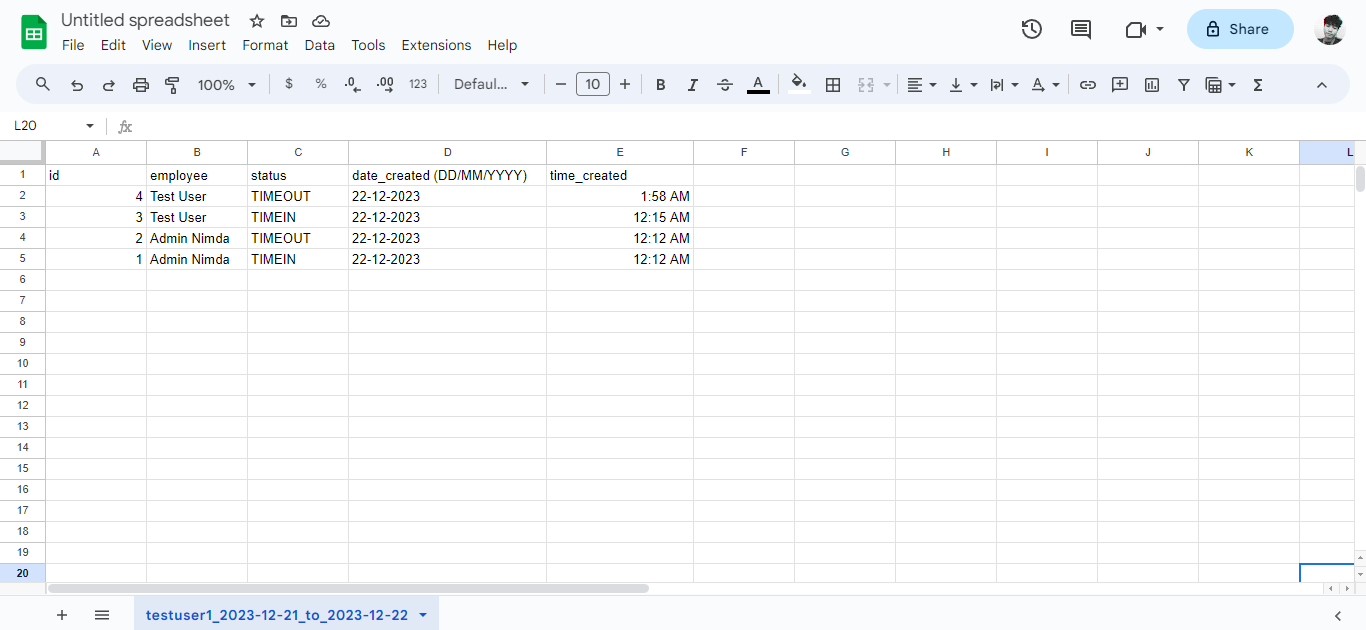 Untitled spreadsheet
File Edit View Insert Format Data Tools Extensions Help
Share
100% $ % .0 .00 123 Defaul... 10 B I A A Σ
L20 fx
A B C D E F G H I J K L
1 id employee status date_created (DD/MM/YYYY) time_created
2 4 Test User TIMEOUT 22-12-2023 1:58 AM
3 3 Test User TIMEIN 22-12-2023 12:15 AM
4 2 Admin Nimda TIMEOUT 22-12-2023 12:12 AM
5 1 Admin Nimda TIMEIN 22-12-2023 12:12 AM
6
7
8
9
10
11
12
13
14
15
16
17
18
19
20
testuser1_2023-12-21_to_2023-12-22